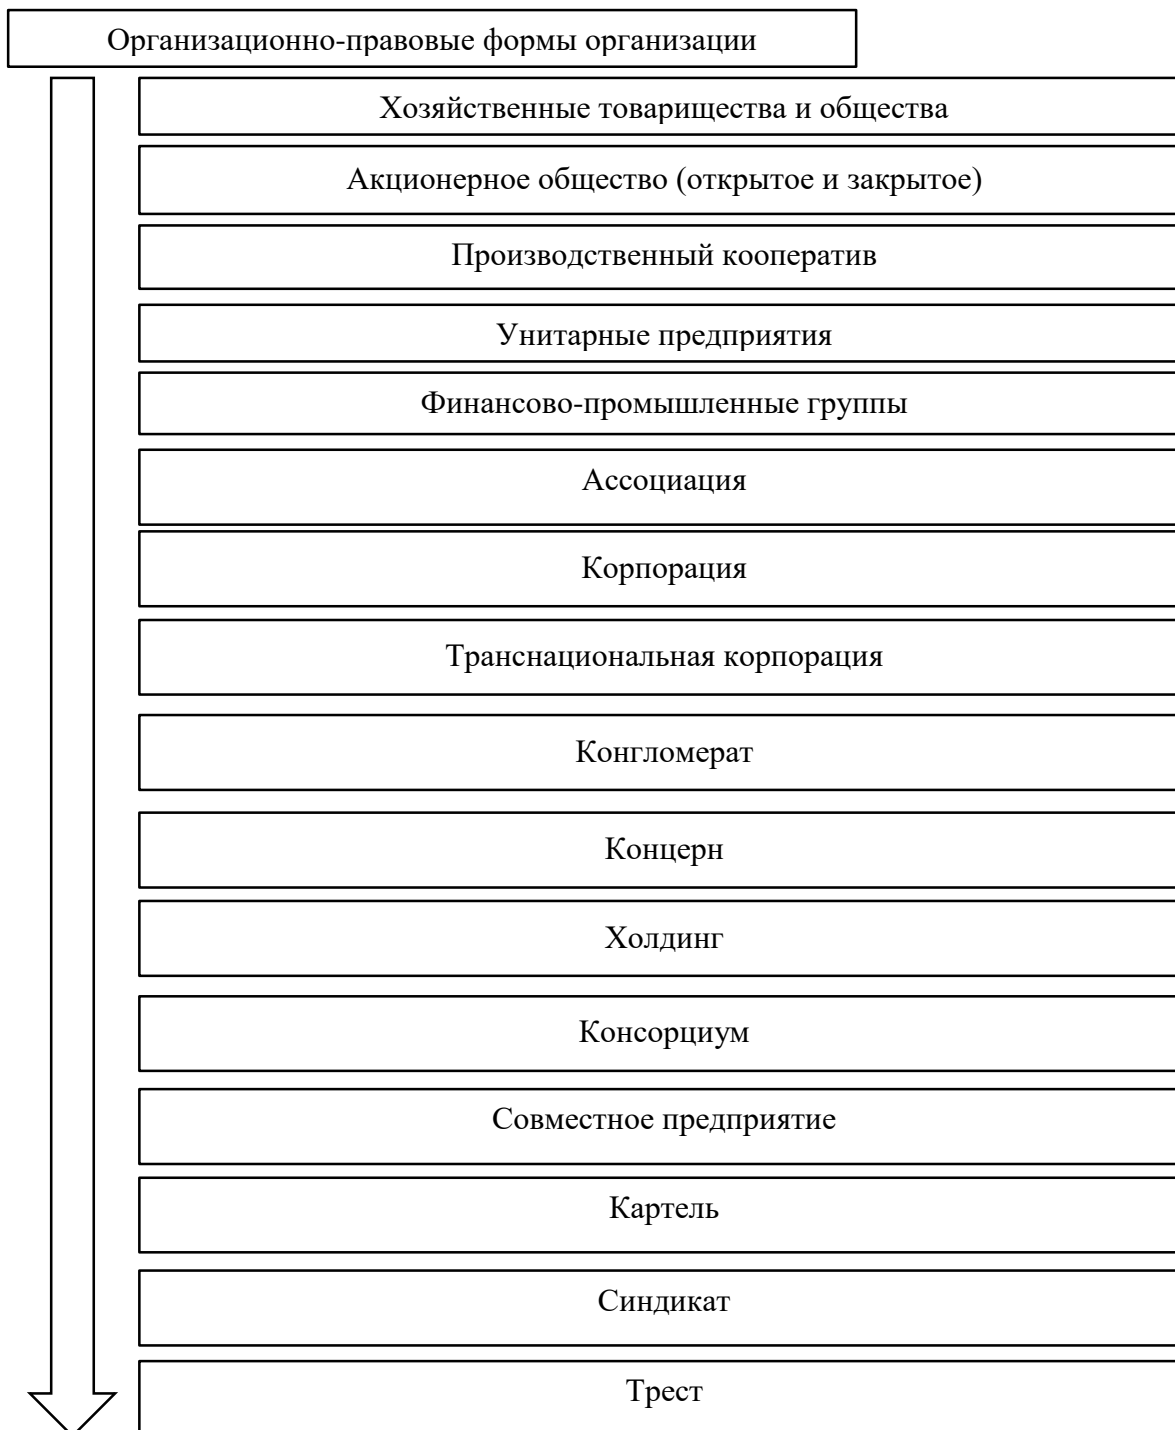 Организационно-правовые формы организации
Хозяйственные товарищества и общества
Акционерное общество (открытое и закрытое)
Производственный кооператив
Унитарные предприятия
Финансово-промышленные группы
Ассоциация
Корпорация
Транснациональная корпорация
Конгломерат
Концерн
Холдинг
Консорциум
Совместное предприятие
Картель
Синдикат
Трест